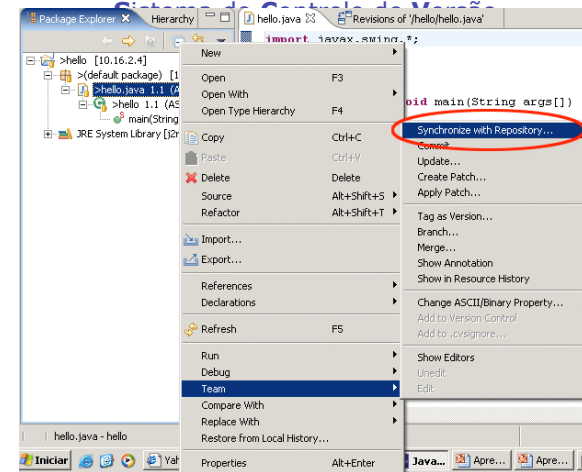 Sistema de Controle de Versão
Package Explorer Hierarchy hello.java Revisions of '/hello/hello.java'
import javax.swing.*;
>hello [10.16.2.4]
>(default package) [1
>hello.java 1.1 (A
>hello 1.1 (AS
main(String
JRE System Library [j2r
oid main(String args[])
New
Open F3
Open With
Open Type Hierarchy F4
Copy Ctrl+C
Paste Ctrl+V
Delete Delete
Source Alt+Shift+S
Refactor Alt+Shift+T
Import...
Export...
References
Declarations
Refresh F5
Run
Debug
Team
Compare With
Replace With
Restore from Local History...
Properties Alt+Enter
Synchronize with Repository...
Commit...
Update...
Create Patch...
Apply Patch...
Tag as Version...
Branch...
Merge...
Show Annotation
Show in Resource History
Change ASCII/Binary Property...
Add to Version Control
Add to .cvsignore...
Show Editors
Unedit
Edit
hello.java - hello
Iniciar Yah Java... Apre... Apre...